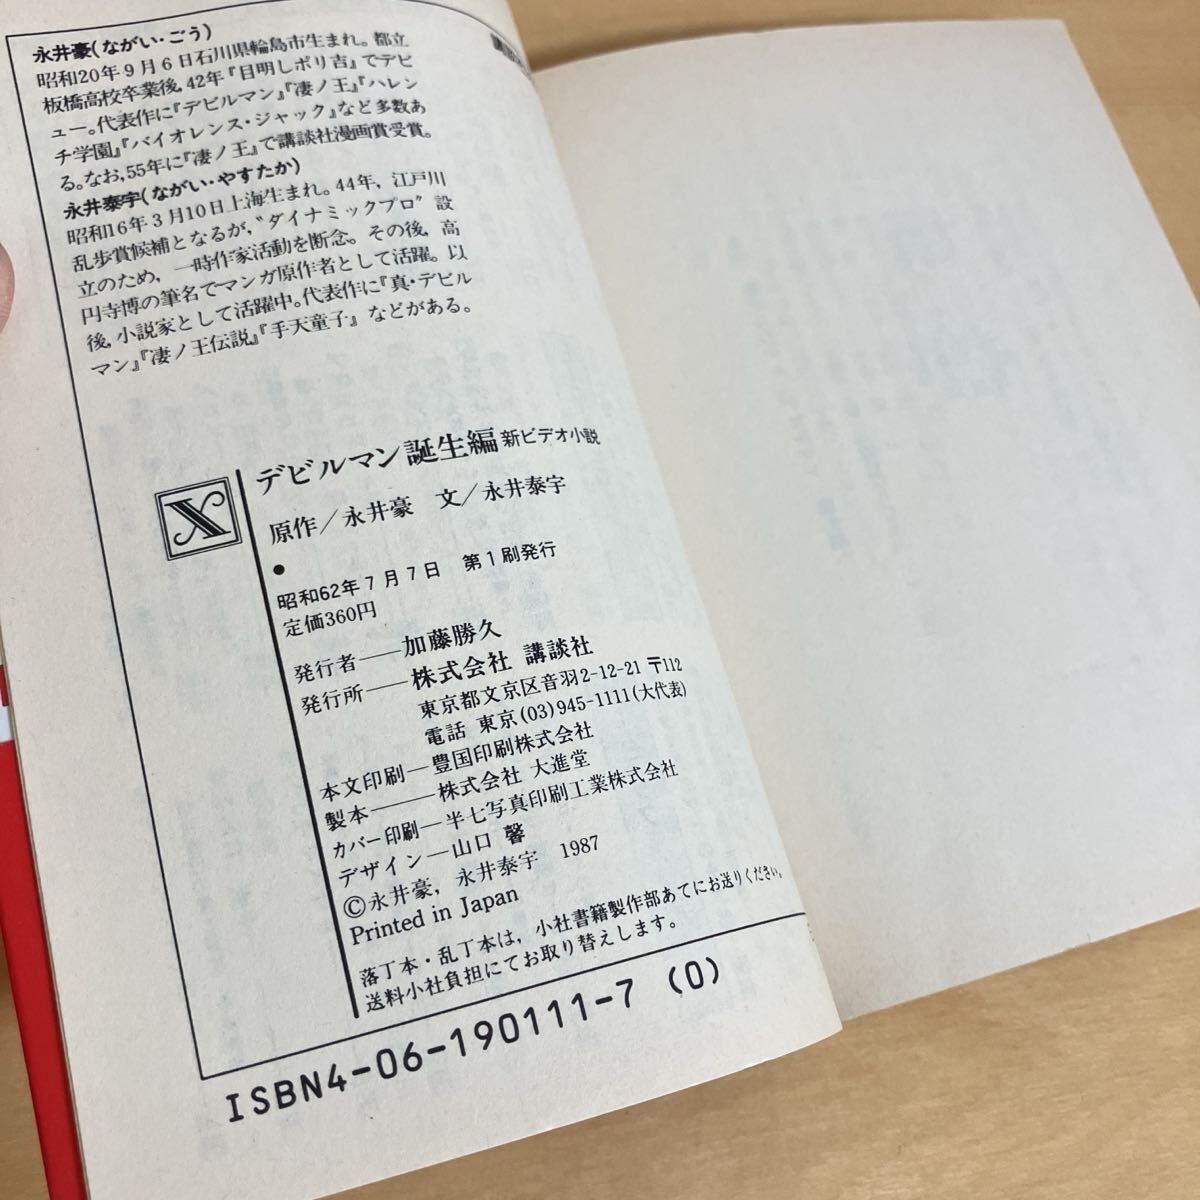 永井豪(ながい・ごう)
昭和20年9月6日石川県輪島市生まれ。都立
板橋高校卒業後,42年『目明しポリ吉』でデビ
ュー。代表作に『デビルマン』『凄ノ王』『ハレン
チ学園』『バイオレンス・ジャック』など多数あ
る。なお,55年に『凄ノ王』で講談社漫画賞受賞。
永井泰宇(ながい・やすたか)
昭和16年3月10日上海生まれ。44年,江戸川
乱歩賞候補となるが,“ダイナミックプロ”設
立のため,一時作家活動を断念。その後,高
円寺博の筆名でマンガ原作者として活躍。以
後,小説家として活躍中。代表作に『真・デビル
マン』『凄ノ王伝説』『手天童子』などがある。
デビルマン 誕生編 新ビデオ小説
原作/永井豪 文/永井泰宇
●
昭和62年7月7日 第1刷発行
定価360円
発行者——加藤勝久
発行所——株式会社 講談社
東京都文京区音羽2-12-21 〒112
電話 東京(03)945-1111(大代表)
本文印刷—豊国印刷株式会社
製本——株式会社 大進堂
カバー印刷—半七写真印刷工業株式会社
デザイン—山口 馨
©永井豪,永井泰宇 1987
Printed in Japan
落丁本・乱丁本は,小社書籍製作部あてにお送りください。
送料小社負担にてお取り替えします。
ISBN4-06-190111-7 (0)
X